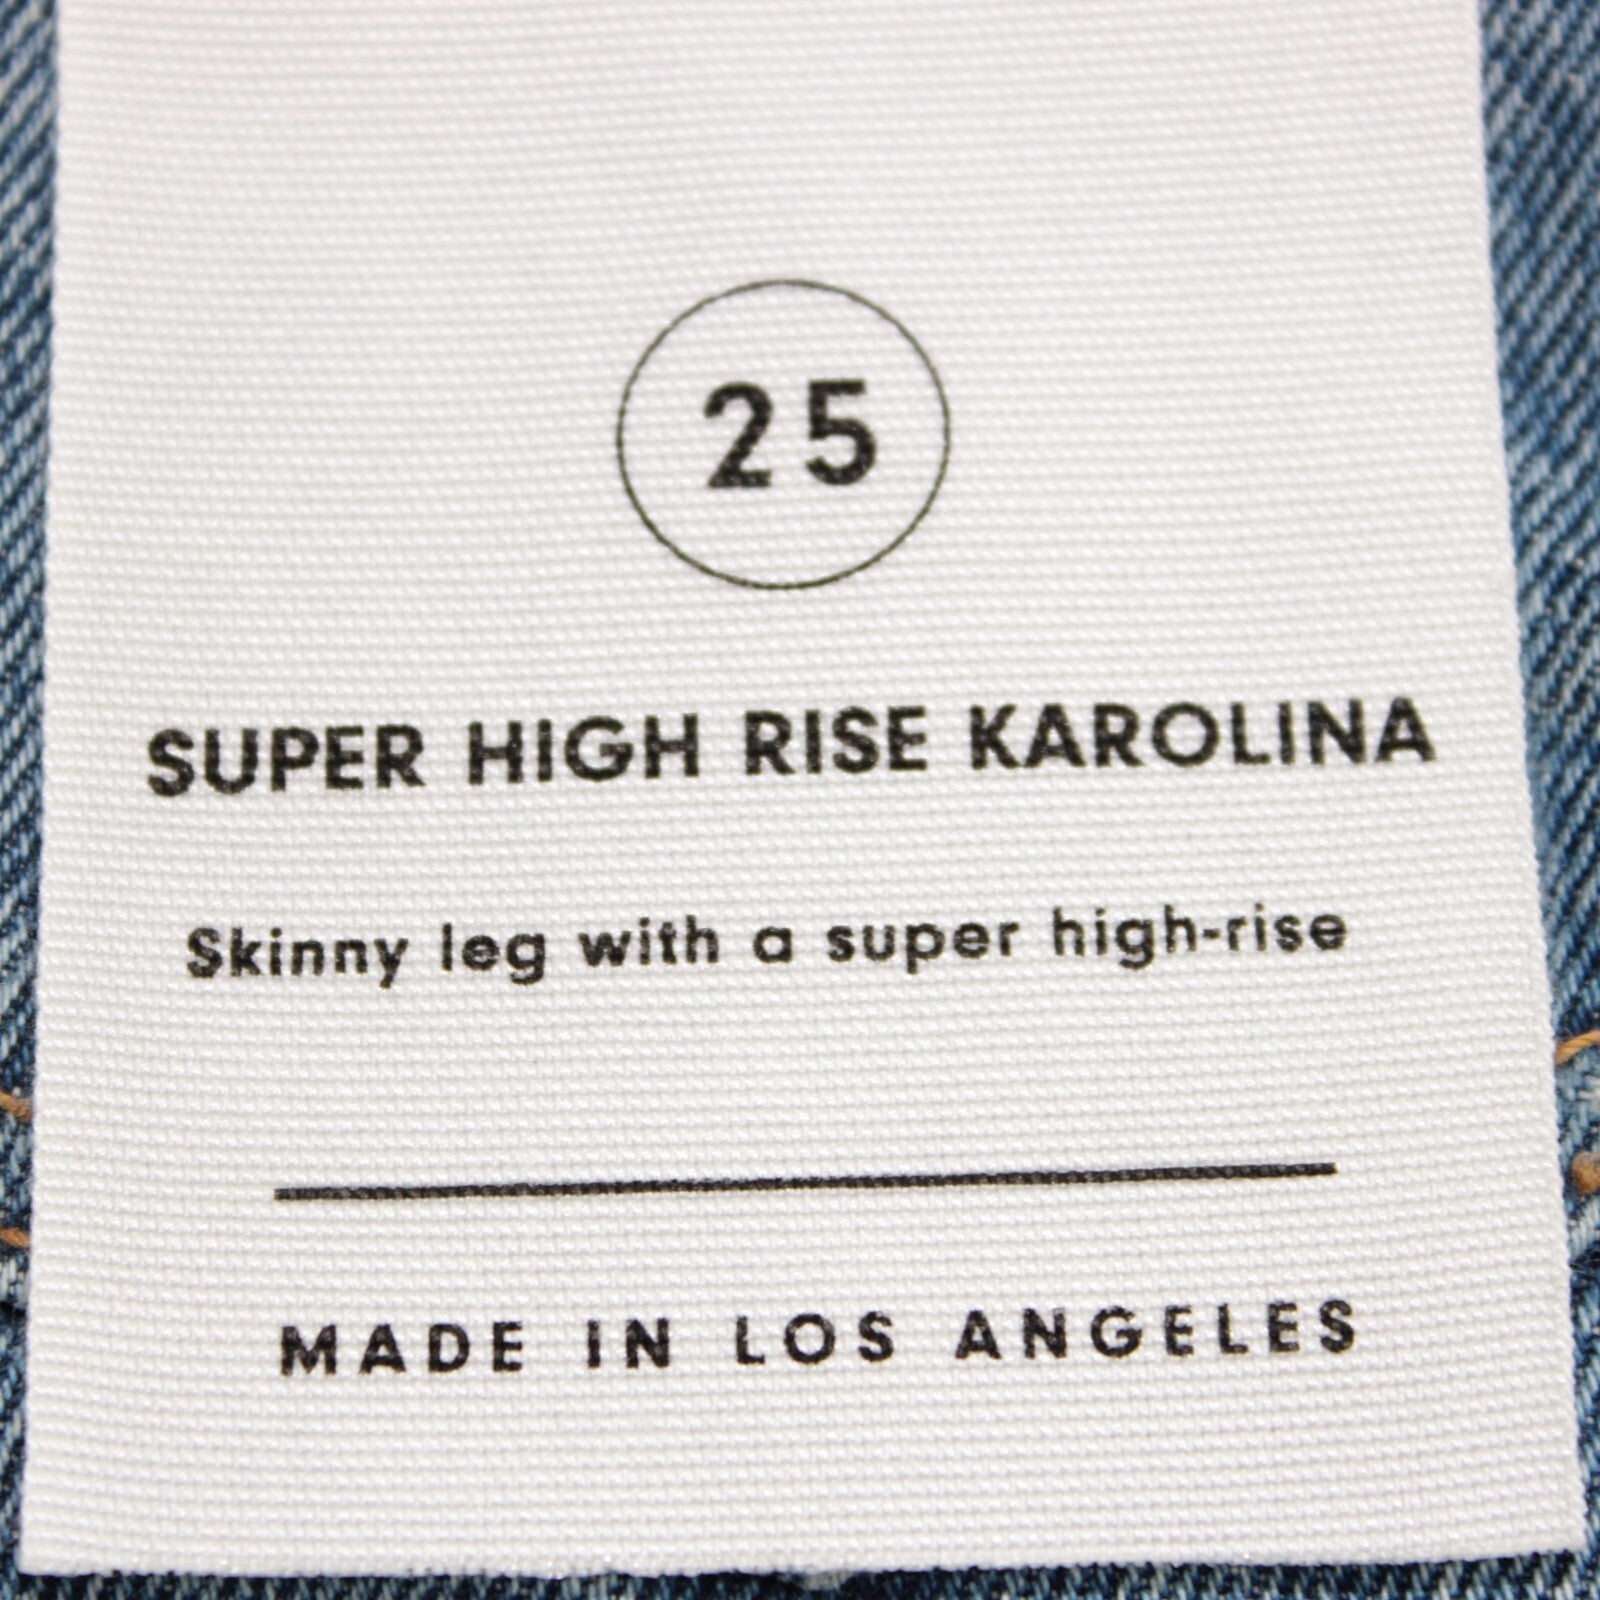 25
SUPER HIGH RISE KAROLINA
Skinny leg with a super high-rise
MADE IN LOS ANGELES